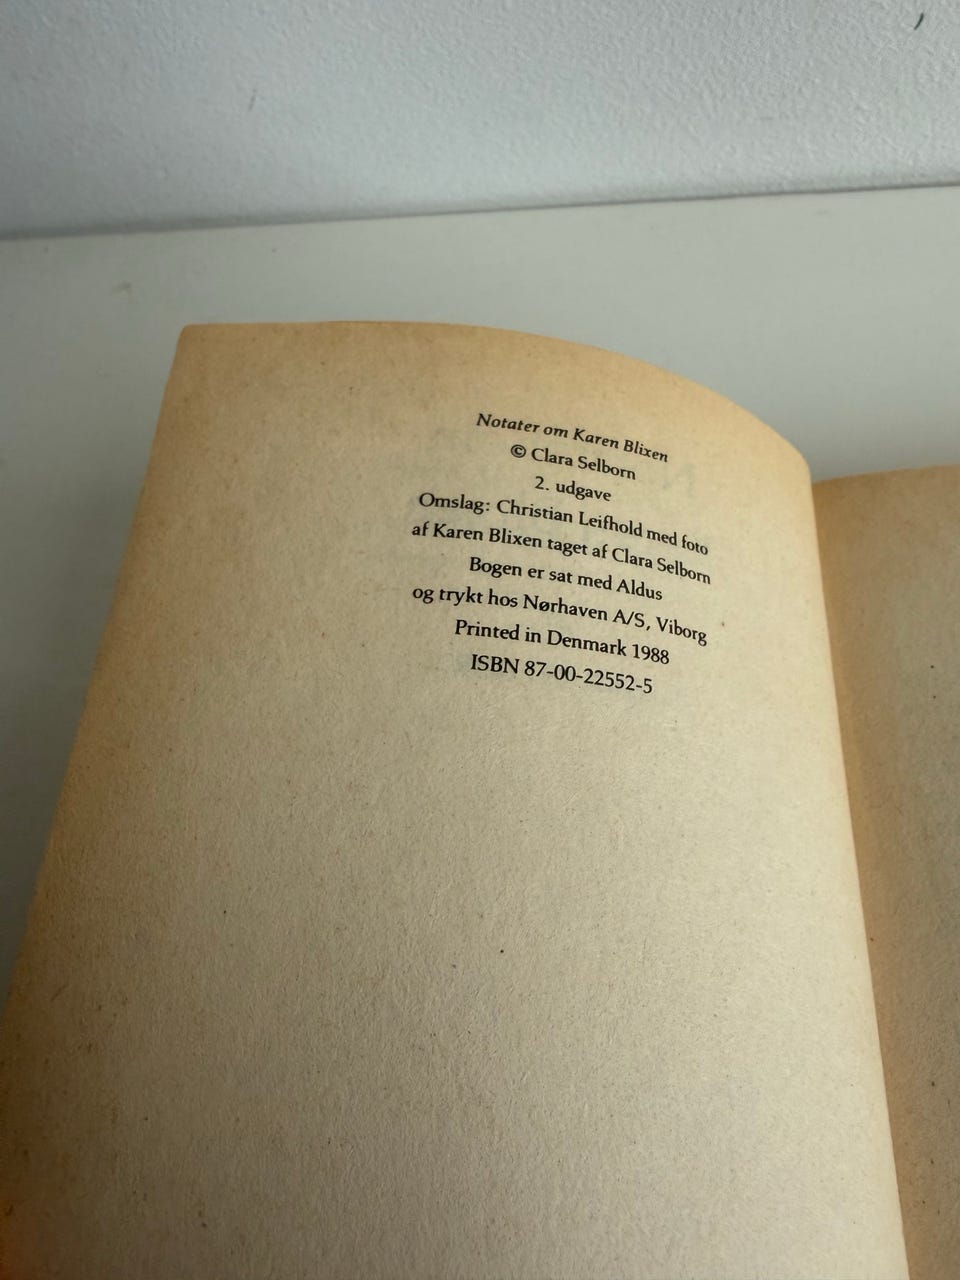 Notater om Karen Blixen
© Clara Selborn
2. udgave
Omslag: Christian Leifhold med foto
af Karen Blixen taget af Clara Selborn
Bogen er sat med Aldus
og trykt hos Nørhaven A/S, Viborg
Printed in Denmark 1988
ISBN 87-00-22552-5